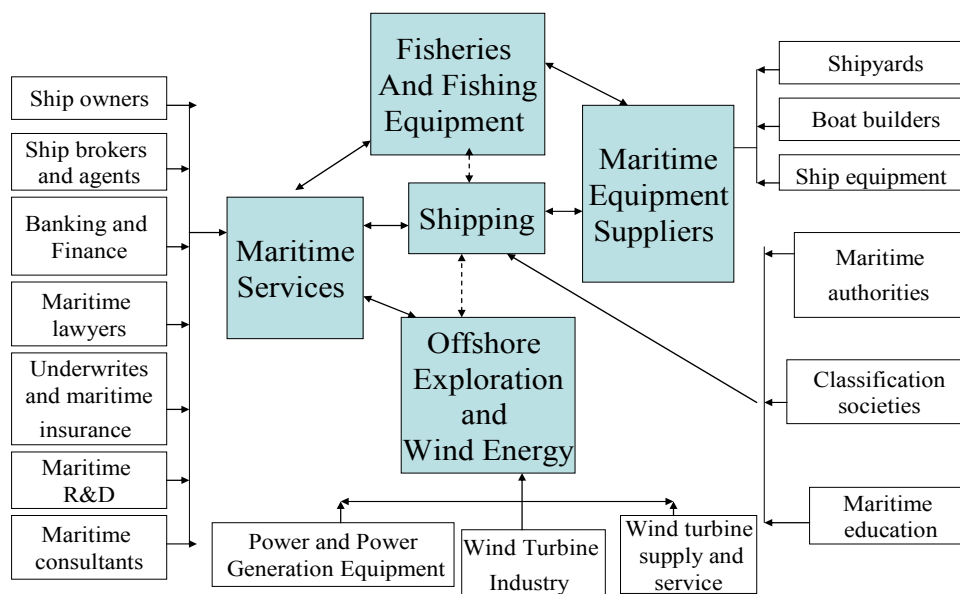 Fisheries
And Fishing
Equipment
Ship owners
Ship brokers
and agents
Banking and
Finance
Maritime
lawyers
Underwrites
and maritime
insurance
Maritime
R&D
Maritime
consultants
Maritime
Services
Shipping
Maritime
Equipment
Suppliers
Shipyards
Boat builders
Ship equipment
Maritime
authorities
Classification
societies
Maritime
education
Offshore
Exploration
and
Wind Energy
Power and Power
Generation Equipment
Wind Turbine
Industry
Wind turbine
supply and
service